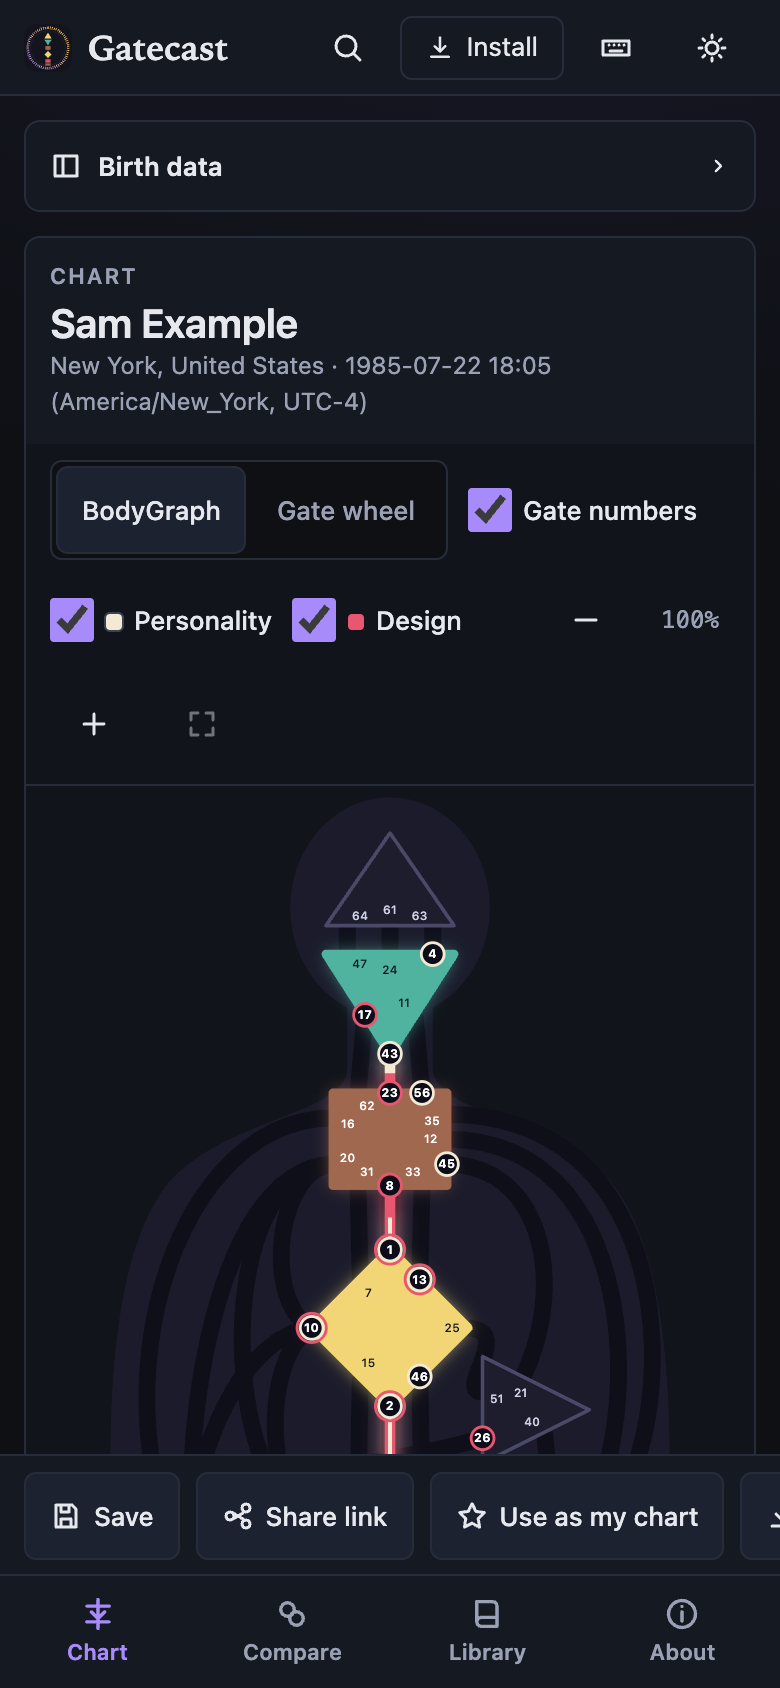 Gatecast
Install
Birth data
CHART
Sam Example
New York, United States · 1985-07-22 18:05
(America/New_York, UTC-4)
BodyGraph
Gate wheel
Gate numbers
Personality
Design
100%
64 61 63
47 24 4
11
17
43
23 56
62
16 35
12
20 45
31 33
8
1
13
7
10 25
15
46
2
51 21
40
26
Save
Share link
Use as my chart
Chart
Compare
Library
About